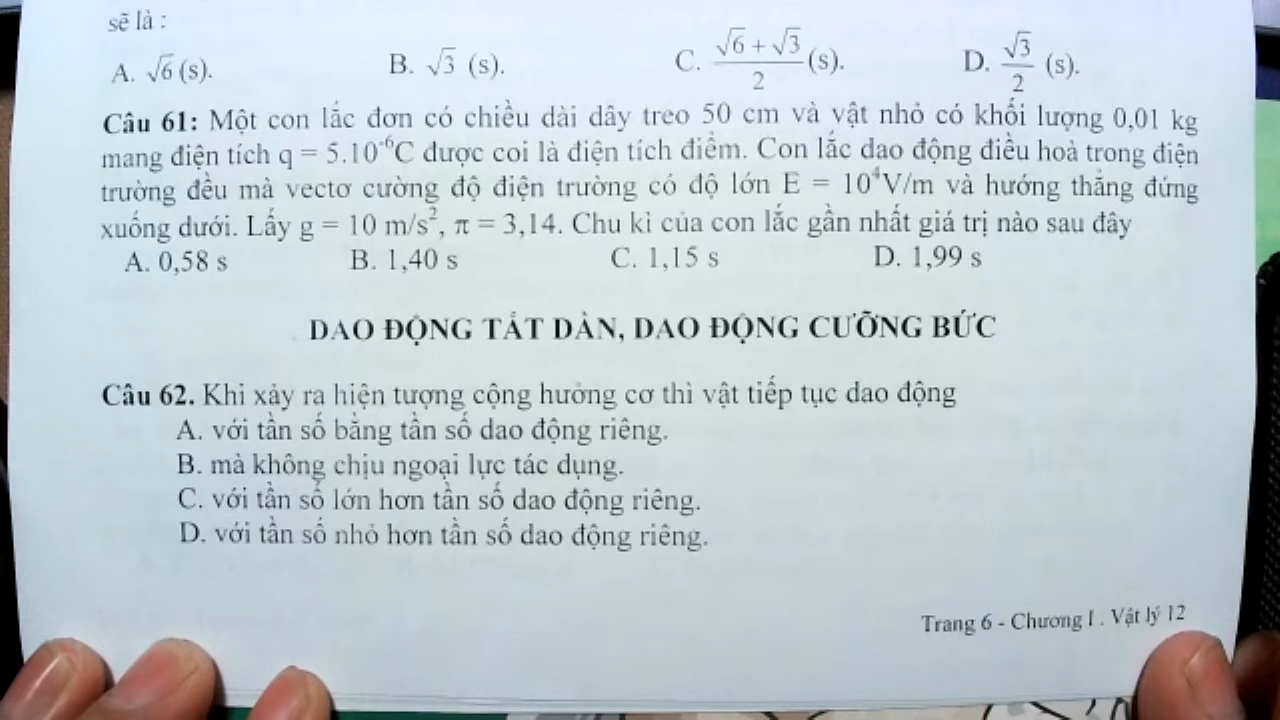 sẽ là :
A. √6 (s). B. √3 (s). C. (√6 + √3)/2 (s). D. √3/2 (s).
Câu 61: Một con lắc đơn có chiều dài dây treo 50 cm và vật nhỏ có khối lượng 0,01 kg
mang điện tích q = 5.10⁻⁶C được coi là điện tích điểm. Con lắc dao động điều hoà trong điện
trường đều mà vectơ cường độ điện trường có độ lớn E = 10⁴V/m và hướng thẳng đứng
xuống dưới. Lấy g = 10 m/s², π = 3,14. Chu kì của con lắc gần nhất giá trị nào sau đây
A. 0,58 s B. 1,40 s C. 1,15 s D. 1,99 s
DAO ĐỘNG TẮT DẦN, DAO ĐỘNG CƯỠNG BỨC
Câu 62. Khi xảy ra hiện tượng cộng hưởng cơ thì vật tiếp tục dao động
A. với tần số bằng tần số dao động riêng.
B. mà không chịu ngoại lực tác dụng.
C. với tần số lớn hơn tần số dao động riêng.
D. với tần số nhỏ hơn tần số dao động riêng.
Trang 6 - Chương I . Vật lý 12